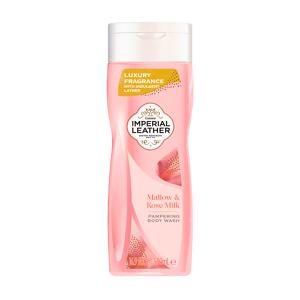 LUXURY
FRAGRANCE
WITH INDULGENT
LATHER
IMPERIAL
LEATHER
Mallow &
Rose Milk
PAMPERING
BODY WASH